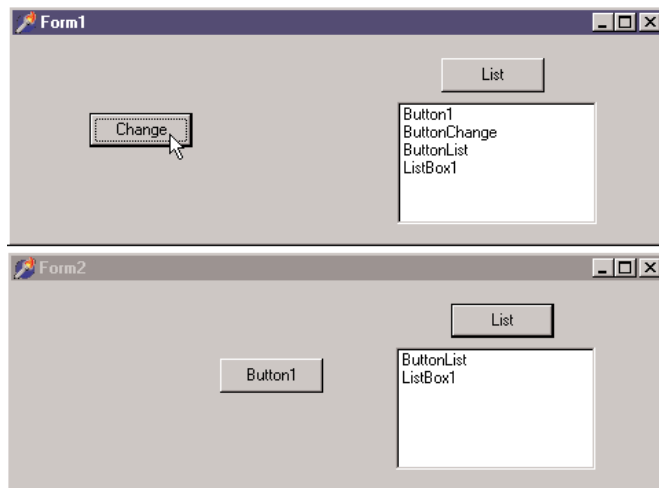 Form1
List
Change
Button1
ButtonChange
ButtonList
ListBox1
Form2
List
Button1
ButtonList
ListBox1